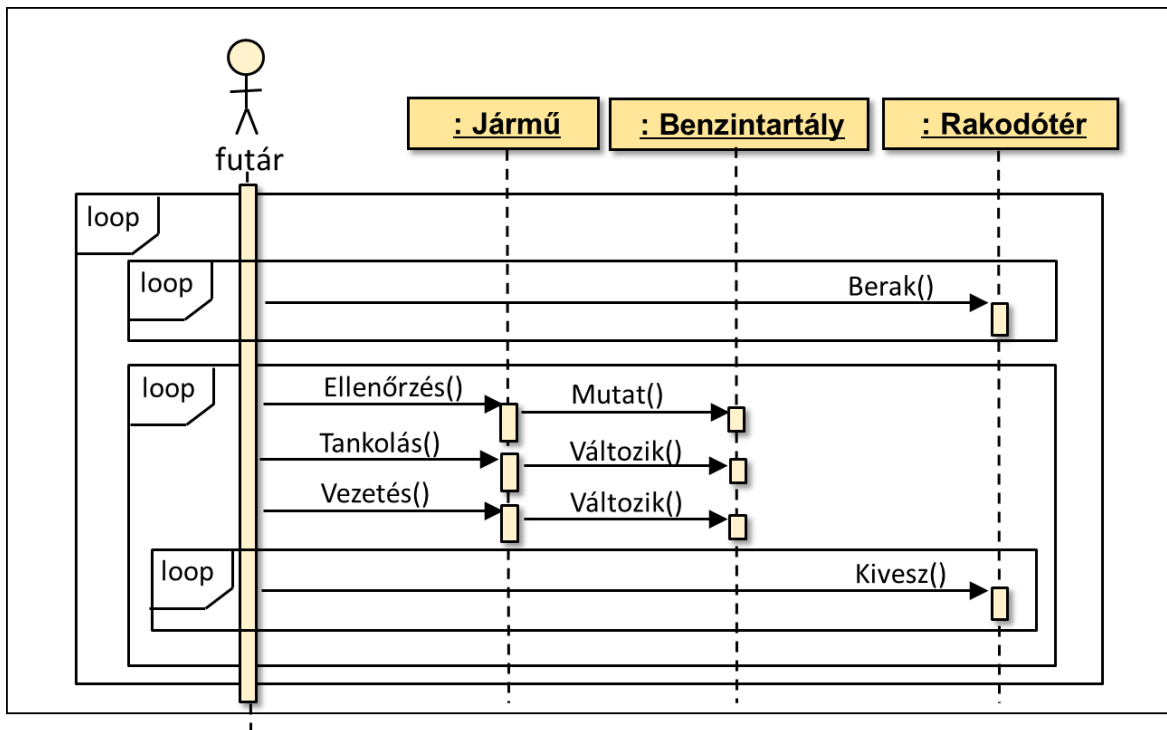 : Jármű
: Benzintartály
: Rakodótér
futár
loop
loop
Berak()
loop
Ellenőrzés()
Mutat()
Tankolás()
Változik()
Vezetés()
Változik()
loop
Kivesz()